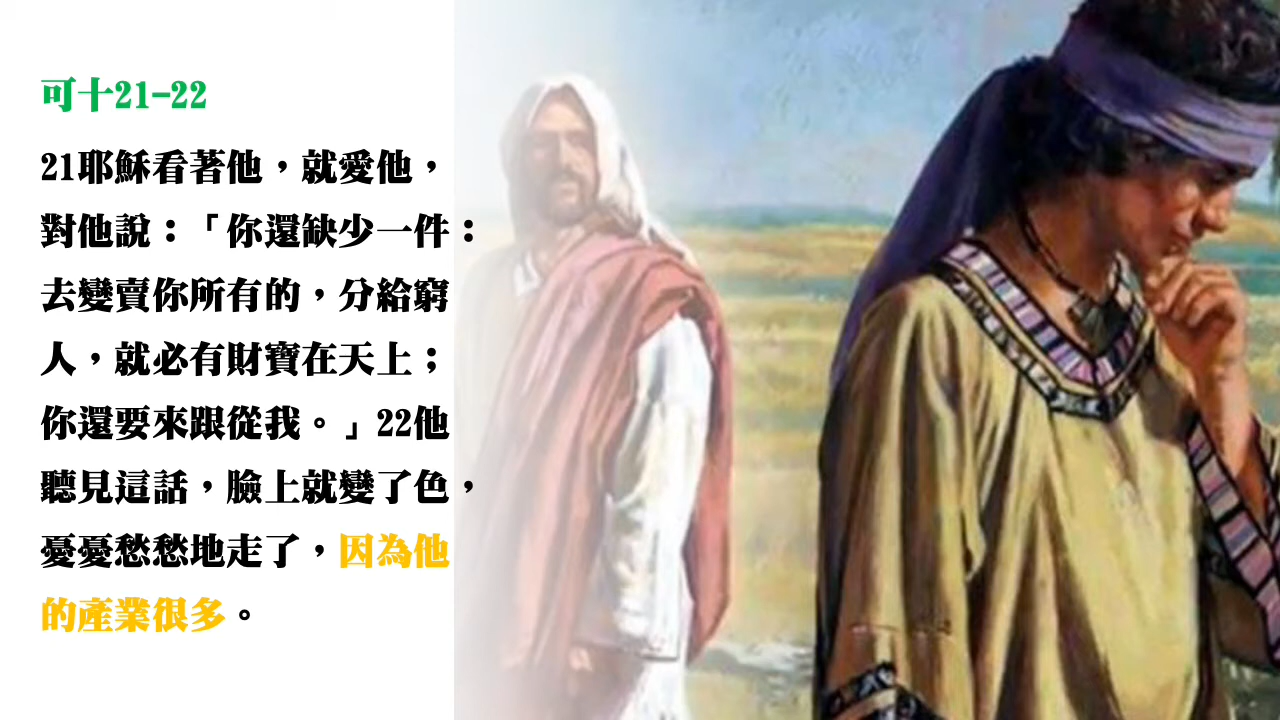 可十21-22
21耶穌看著他，就愛他，
對他說：「你還缺少一件：
去變賣你所有的，分給窮
人，就必有財寶在天上；
你還要來跟從我。」22他
聽見這話，臉上就變了色，
憂憂愁愁地走了，因為他
的產業很多。